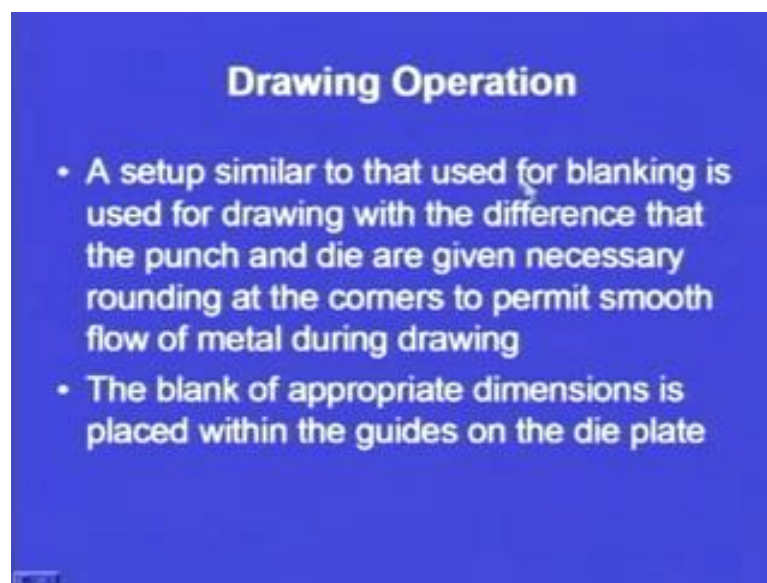 Drawing Operation
• A setup similar to that used for blanking is
used for drawing with the difference that
the punch and die are given necessary
rounding at the corners to permit smooth
flow of metal during drawing
• The blank of appropriate dimensions is
placed within the guides on the die plate